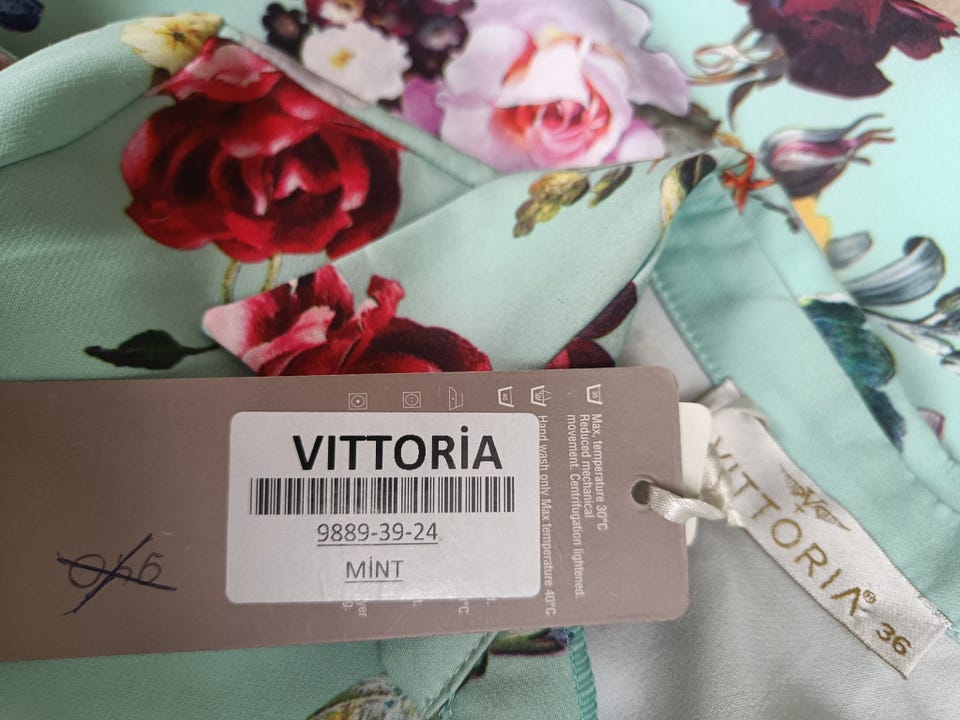 VITTORİA
9889-39-24
MİNT
Max, temperature 30°C
Reduced mechanical
movement. Centrifugation lightened.
Hand wash only Max temperature 40°C
VITTORIA®
36